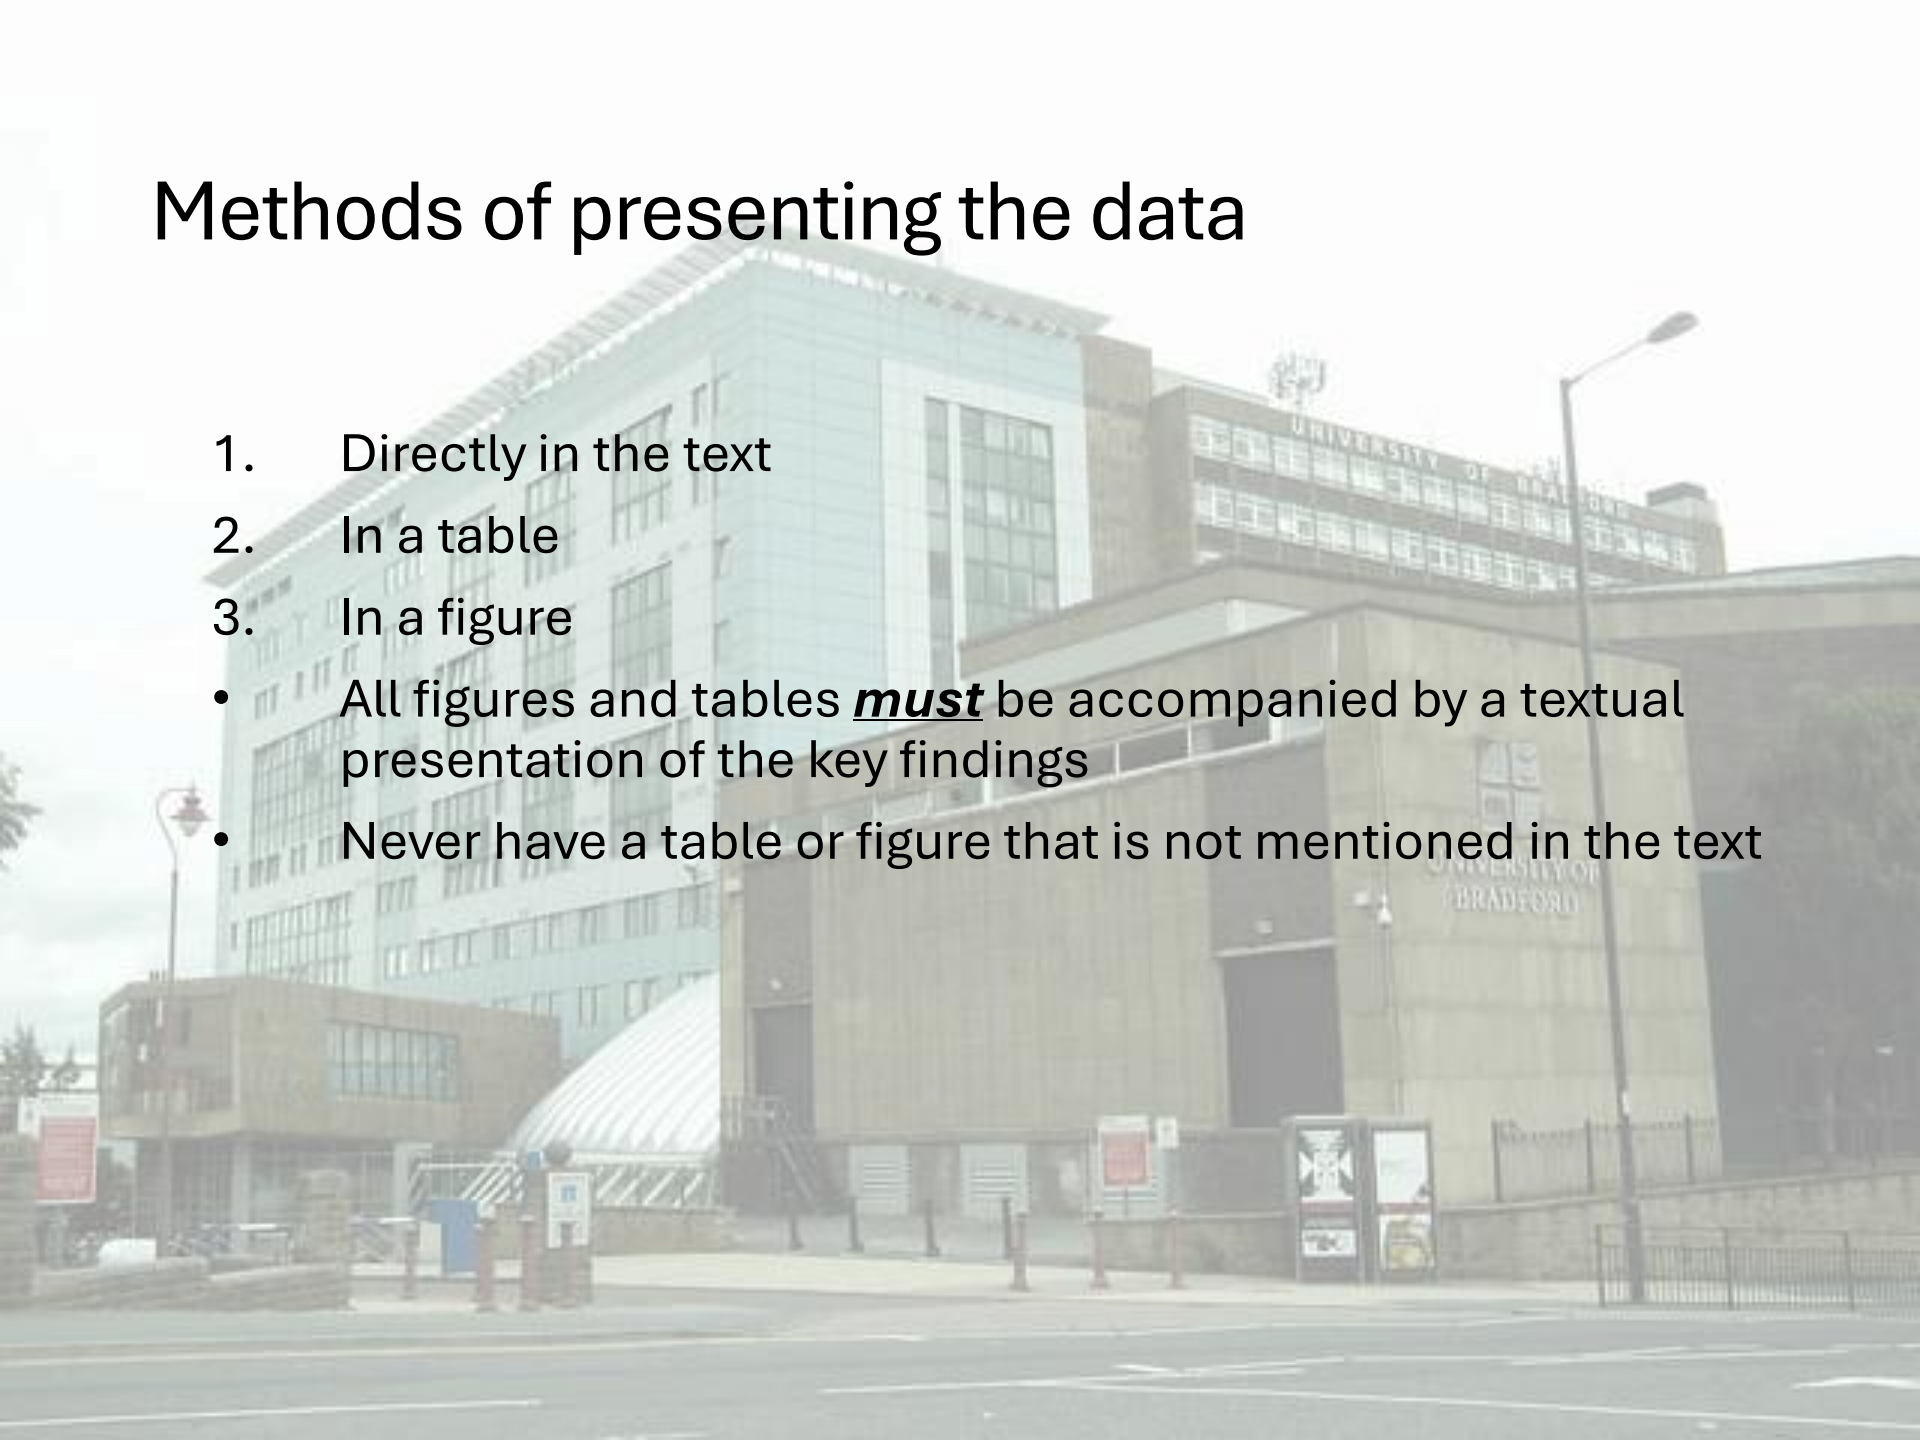 Methods of presenting the data
1. Directly in the text
2. In a table
3. In a figure
• All figures and tables must be accompanied by a textual
presentation of the key findings
• Never have a table or figure that is not mentioned in the text
UNIVERSITY OF BRADFORD
UNIVERSITY OF
BRADFORD